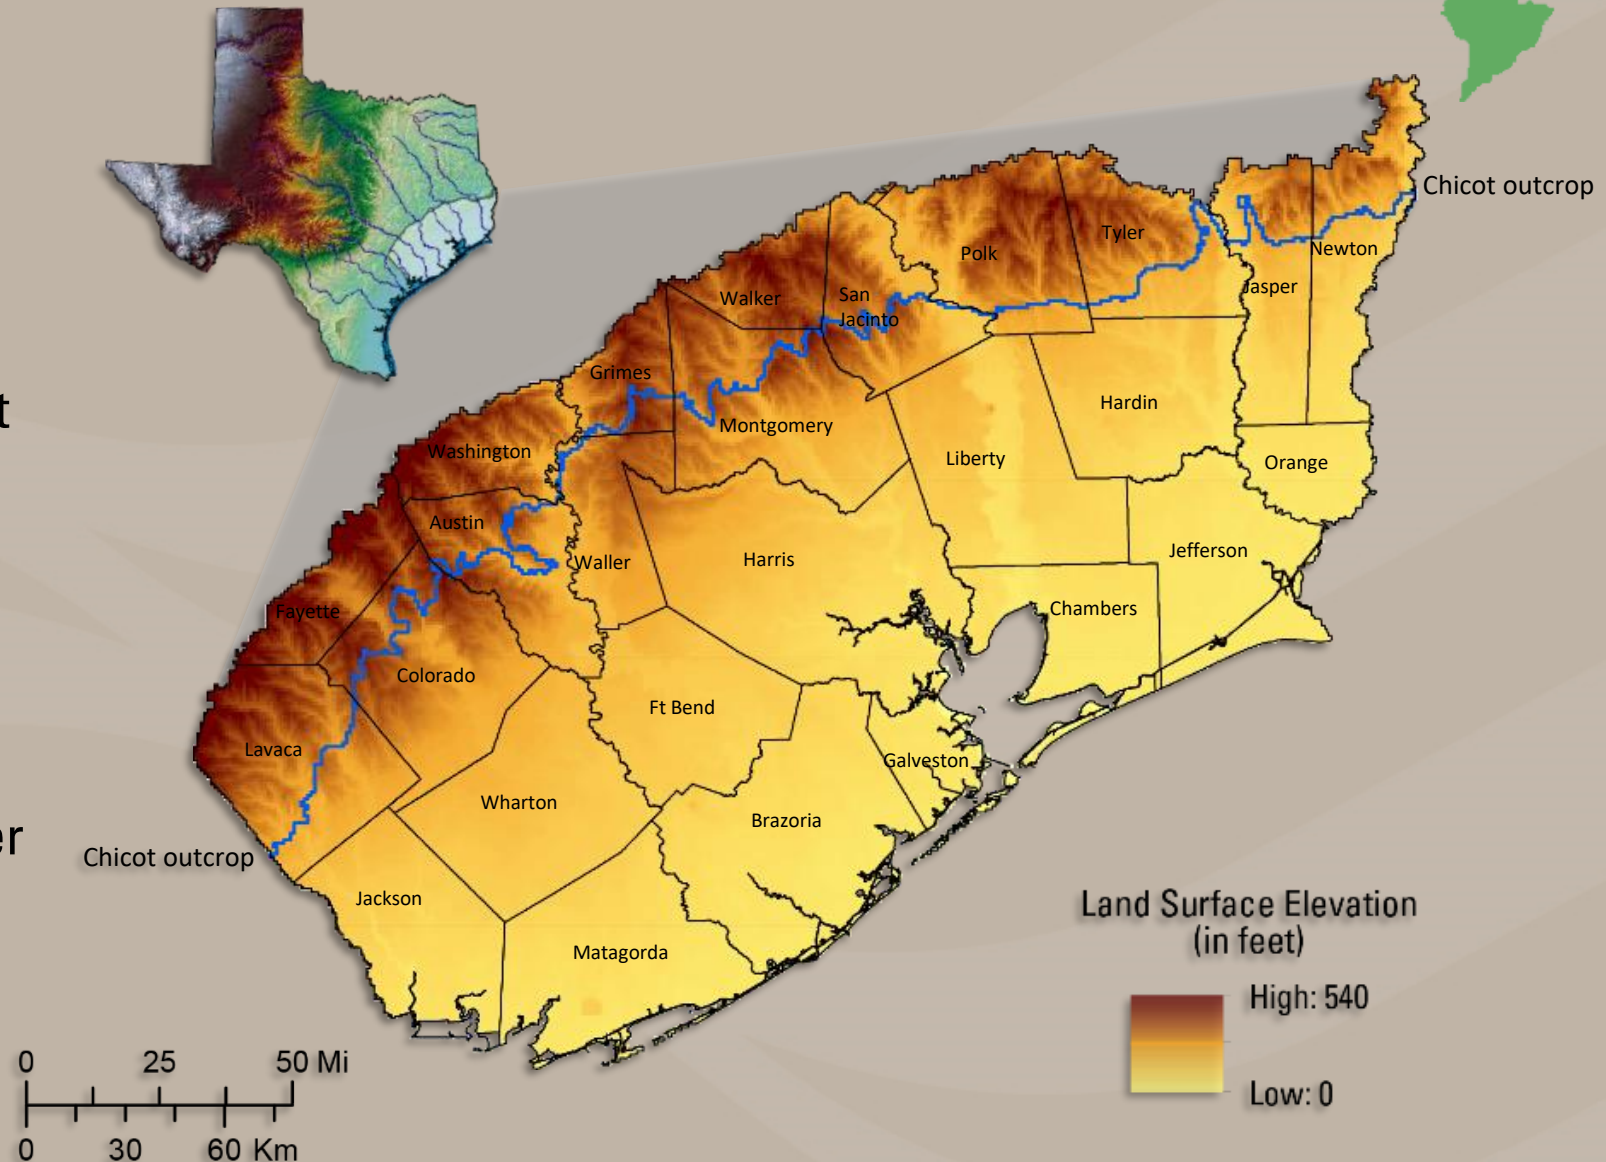 Chicot outcrop
Polk
Tyler
Newton
Jasper
Walker
San
Jacinto
Grimes
Montgomery
Hardin
Washington
Liberty
Orange
Austin
Waller
Harris
Jefferson
Fayette
Chambers
Colorado
Ft Bend
Lavaca
Galveston
Wharton
Brazoria
Chicot outcrop
Jackson
Matagorda
Land Surface Elevation
(in feet)
High: 540
Low: 0
0 25 50 Mi
0 30 60 Km
t
er